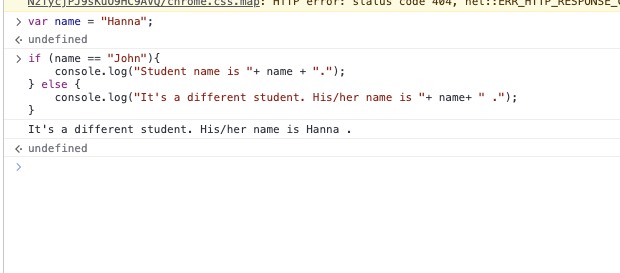 chrome.css.map: HTTP error: status code 404, net::ERR_HTTP_RESPONSE_
> var name = "Hanna";
<· undefined
> if (name == "John"){
console.log("Student name is "+ name + ".");
} else {
console.log("It's a different student. His/her name is "+ name+ " .");
}
It's a different student. His/her name is Hanna .
<· undefined
>